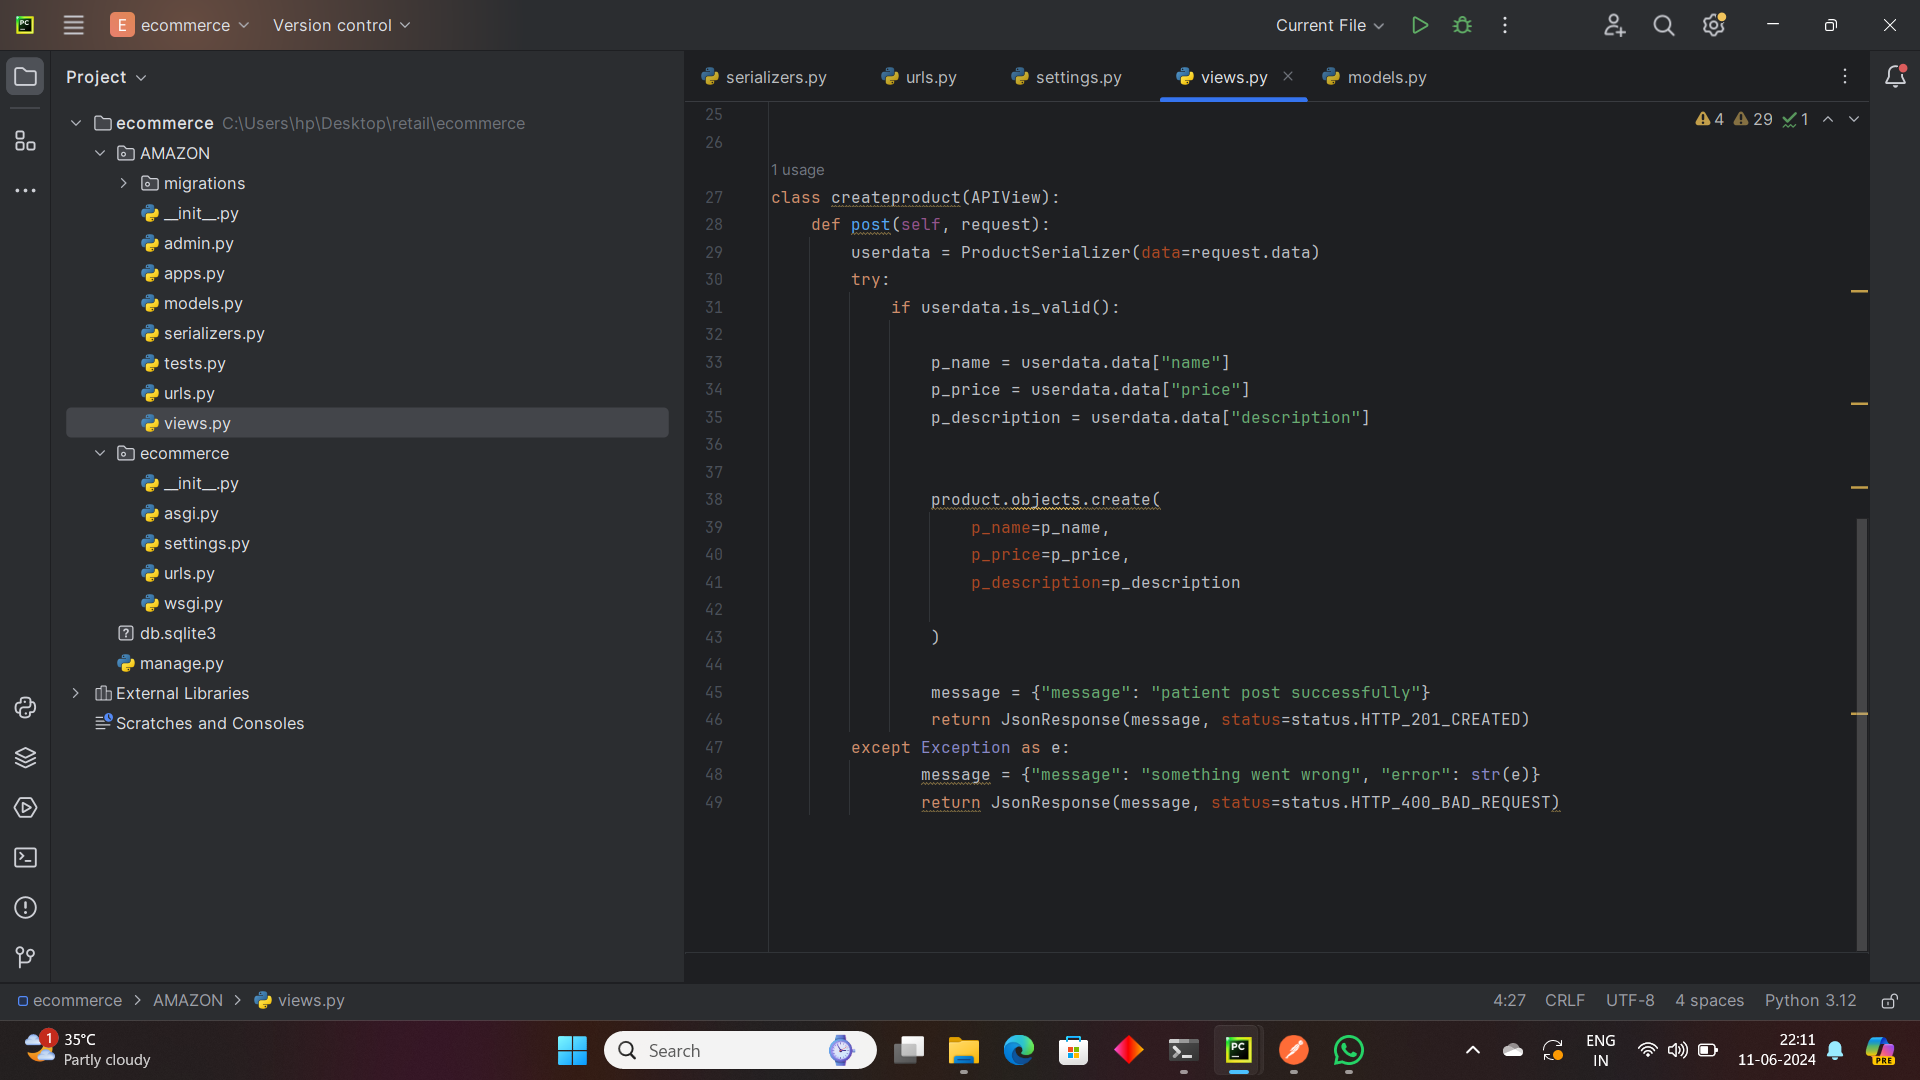 PC
E ecommerce
Version control
Current File
Project
serializers.py
urls.py
settings.py
views.py
models.py
ecommerce C:\Users\hp\Desktop\retail\ecommerce
AMAZON
migrations
__init__.py
admin.py
apps.py
models.py
serializers.py
tests.py
urls.py
views.py
ecommerce
__init__.py
asgi.py
settings.py
urls.py
wsgi.py
db.sqlite3
manage.py
External Libraries
Scratches and Consoles
4 29 1
25
26
1 usage
27 class createproduct(APIView):
28 def post(self, request):
29 userdata = ProductSerializer(data=request.data)
30 try:
31 if userdata.is_valid():
32
33 p_name = userdata.data["name"]
34 p_price = userdata.data["price"]
35 p_description = userdata.data["description"]
36
37
38 product.objects.create(
39 p_name=p_name,
40 p_price=p_price,
41 p_description=p_description
42
43 )
44
45 message = {"message": "patient post successfully"}
46 return JsonResponse(message, status=status.HTTP_201_CREATED)
47 except Exception as e:
48 message = {"message": "something went wrong", "error": str(e)}
49 return JsonResponse(message, status=status.HTTP_400_BAD_REQUEST)
ecommerce > AMAZON > views.py
4:27 CRLF UTF-8 4 spaces Python 3.12
1
35°C
Partly cloudy
Search
PC
ENG
IN
22:11
11-06-2024
PRE